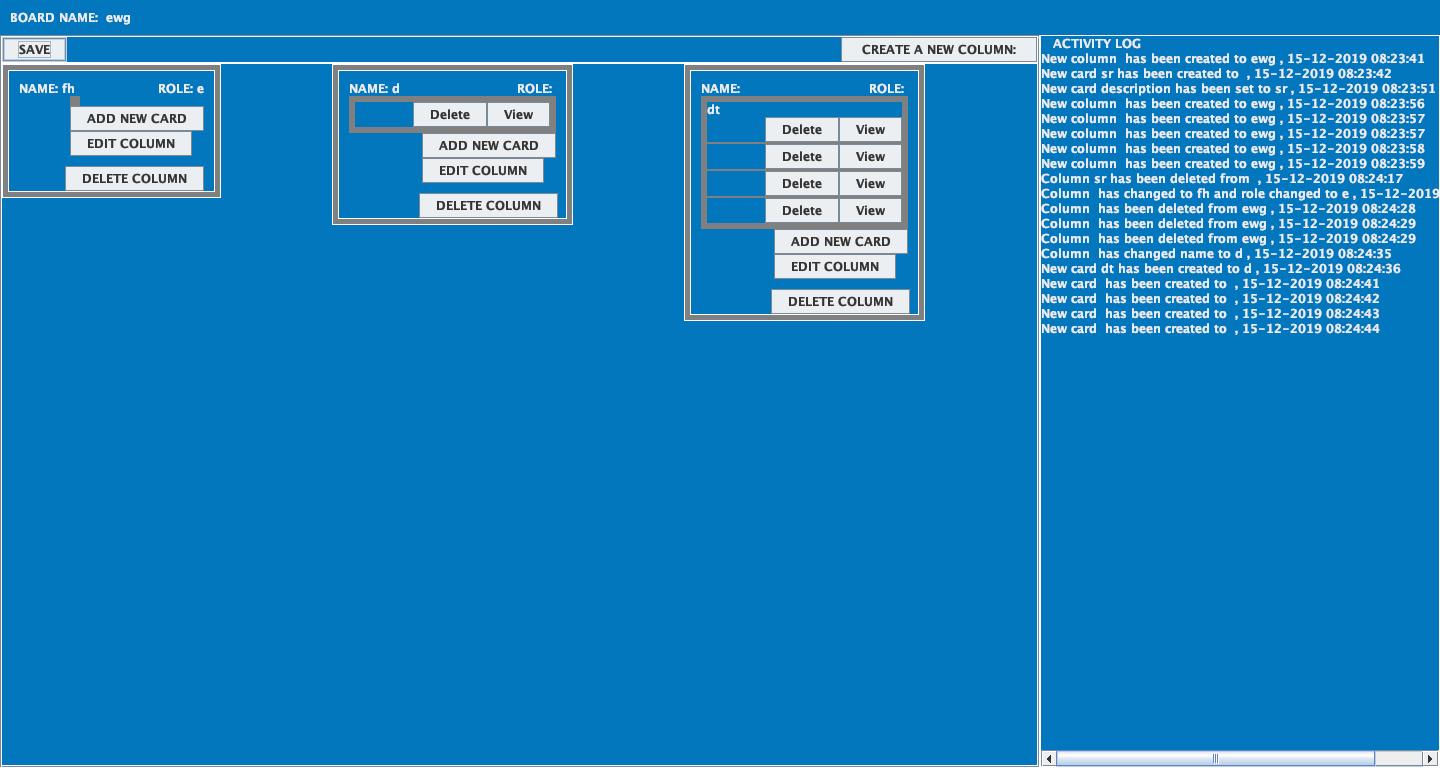 BOARD NAME: ewg
SAVE
CREATE A NEW COLUMN:
NAME: fh ROLE: e
ADD NEW CARD
EDIT COLUMN
DELETE COLUMN
NAME: d ROLE:
Delete View
ADD NEW CARD
EDIT COLUMN
DELETE COLUMN
NAME: ROLE:
dt
Delete View
Delete View
Delete View
Delete View
ADD NEW CARD
EDIT COLUMN
DELETE COLUMN
ACTIVITY LOG
New column  has been created to ewg , 15-12-2019 08:23:41
New card sr has been created to  , 15-12-2019 08:23:42
New card description has been set to sr , 15-12-2019 08:23:51
New column  has been created to ewg , 15-12-2019 08:23:56
New column  has been created to ewg , 15-12-2019 08:23:57
New column  has been created to ewg , 15-12-2019 08:23:57
New column  has been created to ewg , 15-12-2019 08:23:58
New column  has been created to ewg , 15-12-2019 08:23:59
Column sr has been deleted from  , 15-12-2019 08:24:17
Column  has changed to fh and role changed to e , 15-12-2019
Column  has been deleted from ewg , 15-12-2019 08:24:28
Column  has been deleted from ewg , 15-12-2019 08:24:29
Column  has been deleted from ewg , 15-12-2019 08:24:29
Column  has changed name to d , 15-12-2019 08:24:35
New card dt has been created to d , 15-12-2019 08:24:36
New card  has been created to  , 15-12-2019 08:24:41
New card  has been created to  , 15-12-2019 08:24:42
New card  has been created to  , 15-12-2019 08:24:43
New card  has been created to  , 15-12-2019 08:24:44